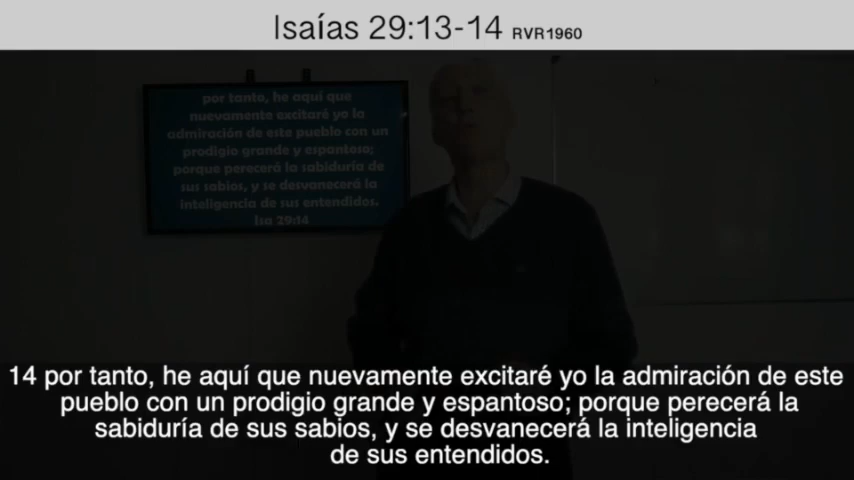 Isaías 29:13-14 RVR1960
por tanto, he aquí que
nuevamente excitaré yo la
admiración de este pueblo con un
prodigio grande y espantoso;
porque perecerá la sabiduría de
sus sabios, y se desvanecerá la
inteligencia de sus entendidos.
Isa 29:14
14 por tanto, he aquí que nuevamente excitaré yo la admiración de este
pueblo con un prodigio grande y espantoso; porque perecerá la
sabiduría de sus sabios, y se desvanecerá la inteligencia
de sus entendidos.